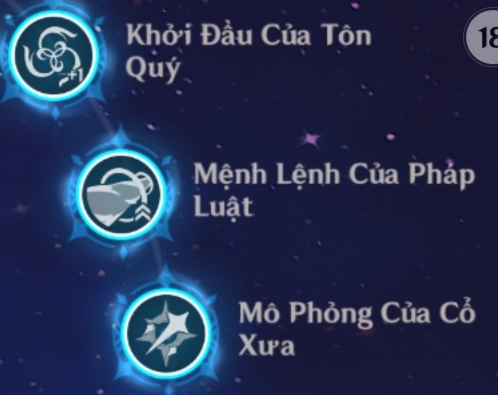 Khởi Đầu Của Tôn
Quý
18
+1
Mệnh Lệnh Của Pháp
Luật
Mô Phỏng Của Cổ
Xưa